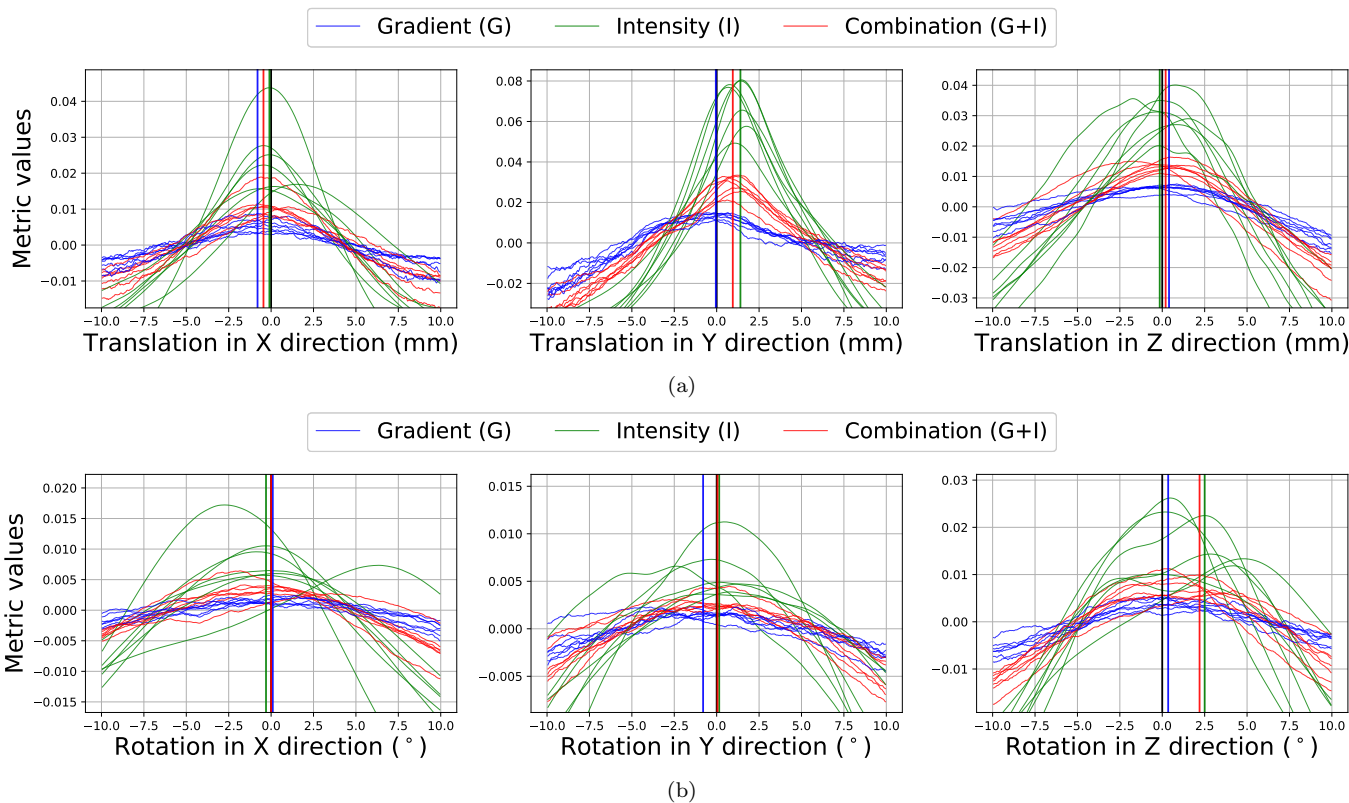 Gradient (G) Intensity (I) Combination (G+I)
Metric values
0.04
0.03
0.02
0.01
0.00
−0.01
−10.0 −7.5 −5.0 −2.5 0.0 2.5 5.0 7.5 10.0
Translation in X direction (mm)
0.08
0.06
0.04
0.02
0.00
−0.02
−10.0 −7.5 −5.0 −2.5 0.0 2.5 5.0 7.5 10.0
Translation in Y direction (mm)
0.04
0.03
0.02
0.01
0.00
−0.01
−0.02
−0.03
−10.0 −7.5 −5.0 −2.5 0.0 2.5 5.0 7.5 10.0
Translation in Z direction (mm)
(a)
Gradient (G) Intensity (I) Combination (G+I)
Metric values
0.020
0.015
0.010
0.005
0.000
−0.005
−0.010
−0.015
−10.0 −7.5 −5.0 −2.5 0.0 2.5 5.0 7.5 10.0
Rotation in X direction (°)
0.015
0.010
0.005
0.000
−0.005
−10.0 −7.5 −5.0 −2.5 0.0 2.5 5.0 7.5 10.0
Rotation in Y direction (°)
0.03
0.02
0.01
0.00
−0.01
−10.0 −7.5 −5.0 −2.5 0.0 2.5 5.0 7.5 10.0
Rotation in Z direction (°)
(b)